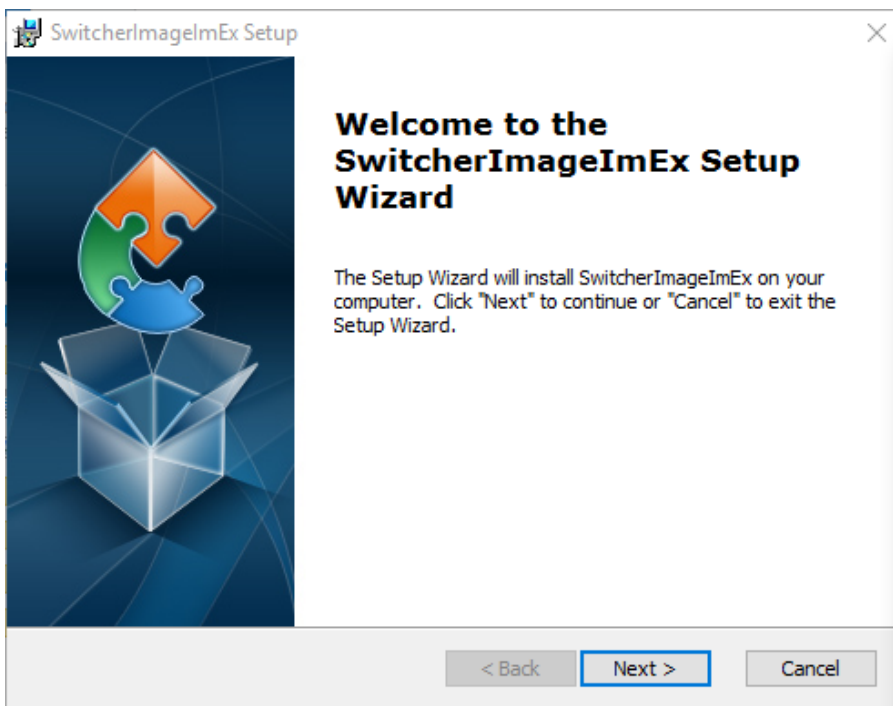 SwitcherImageImEx Setup
Welcome to the
SwitcherImageImEx Setup
Wizard
The Setup Wizard will install SwitcherImageImEx on your
computer.  Click "Next" to continue or "Cancel" to exit the
Setup Wizard.
< Back
Next >
Cancel